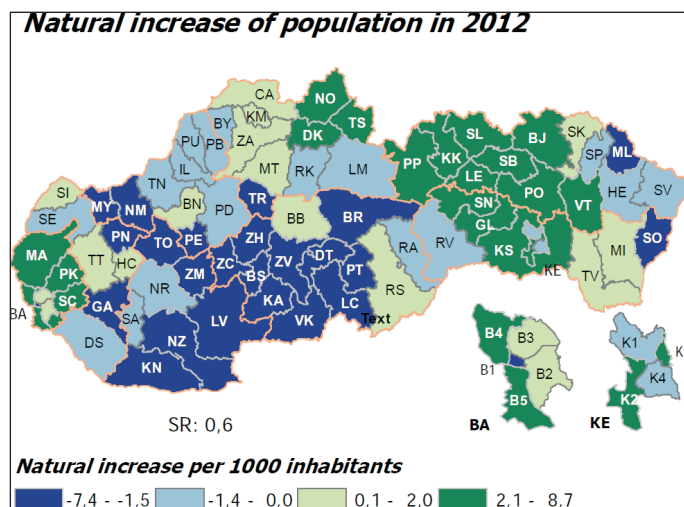 Natural increase of population in 2012
CA
NO
KM
TS
BY
DK
ZA
PU
PB
SL
BJ
SK
SP
ML
PP
KK
SB
IL
MT
RK
LM
LE
PO
HE
SV
TN
SI
SE
MY
NM
BN
PD
TR
BB
BR
SN
VT
GL
RA
RV
KS
KE
SO
MI
TV
MA
PK
PN
TO
PE
ZH
ZV
DT
PT
TT
HC
ZM
ZC
BS
RS
NR
SC
BA
GA
SA
LV
KA
VK
LC
Text
DS
NZ
KN
B4
B3
B1
B2
B5
BA
K1
K
K4
K2
KE
SR: 0,6
Natural increase per 1000 inhabitants
-7,4 - -1,5
-1,4 - 0,0
0,1 - 2,0
2,1 - 8,7